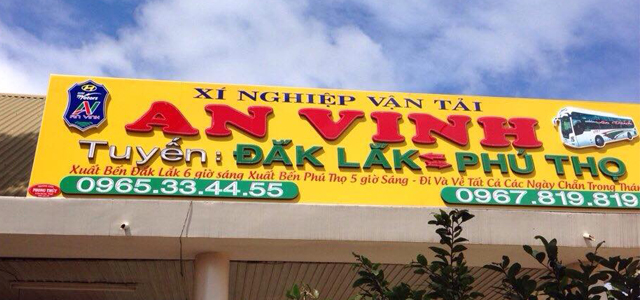 XÍ NGHIỆP VẬN TẢI
AN VINH
AN VINH
Tuyến: ĐĂK LĂK PHÚ THỌ
Xuất Bến Đăk Lăk 6 giờ sáng Xuất Bến Phú Thọ 5 giờ Sáng - Đi Và Về Tất Cả Các Ngày Chẵn Trong Thán
0965.33.44.55
0967.819.819